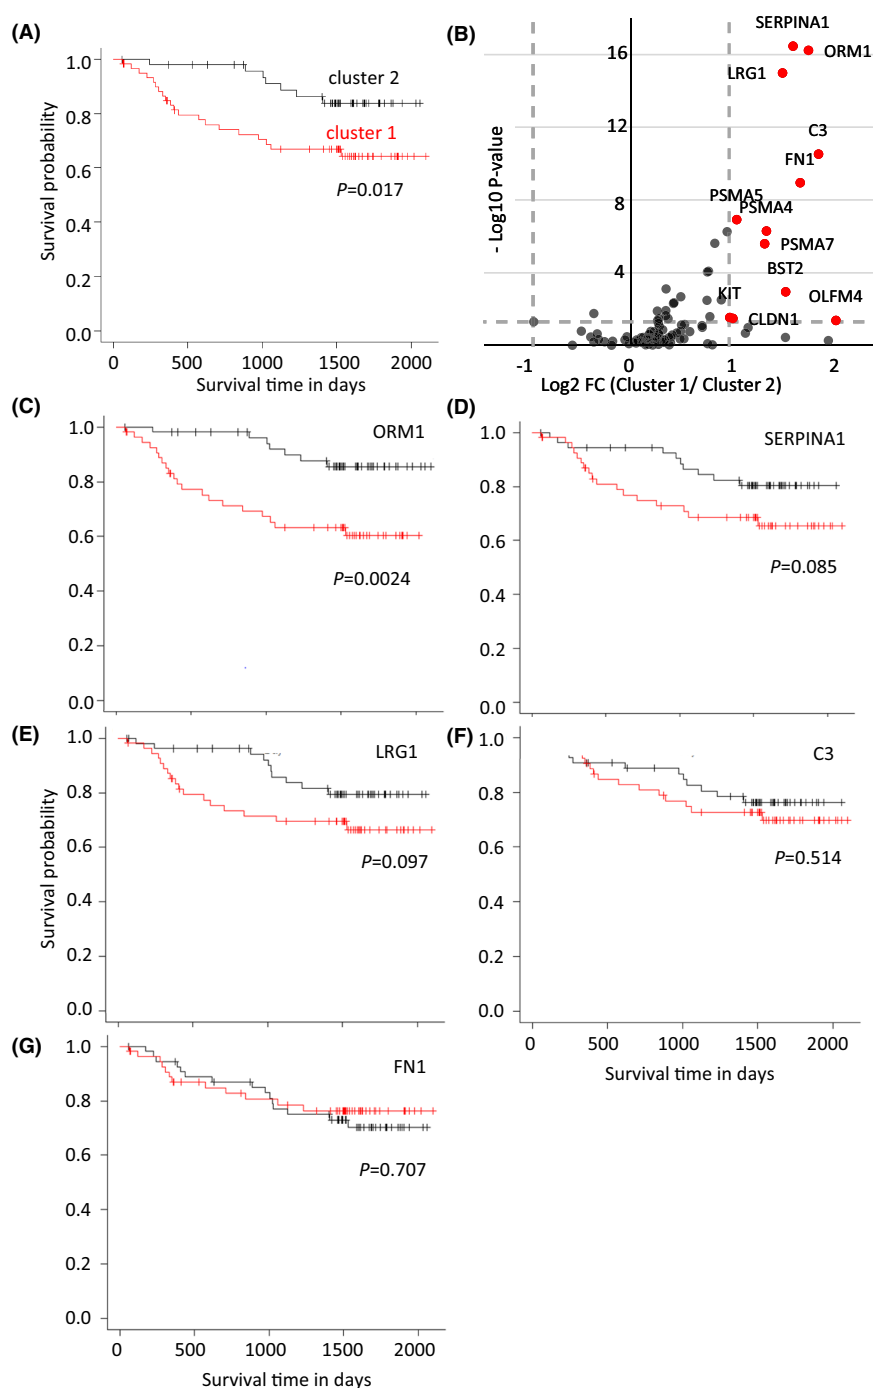 (A)
1.0
0.8
0.6
0.4
0.2
0.0
Survival probability
cluster 2
cluster 1
P=0.017
0
500
1000
1500
2000
Survival time in days
(B)
SERPINA1
ORM1
LRG1
C3
FN1
PSMA5
PSMA4
PSMA7
BST2
KIT
OLFM4
CLDN1
16
12
8
4
- Log10 P-value
-1
0
1
2
Log2 FC (Cluster 1/ Cluster 2)
(C)
1.0
0.8
0.6
0.4
0.2
0.0
ORM1
P=0.0024
(D)
1.0
0.8
0.6
0.4
0.2
0.0
SERPINA1
P=0.085
(E)
1.0
0.8
0.6
0.4
0.2
0.0
Survival probability
LRG1
P=0.097
(F)
1.0
0.8
0.6
0.4
0.2
0.0
C3
P=0.514
0
500
1000
1500
2000
Survival time in days
(G)
1.0
0.8
0.6
0.4
0.2
0.0
FN1
P=0.707
0
500
1000
1500
2000
Survival time in days